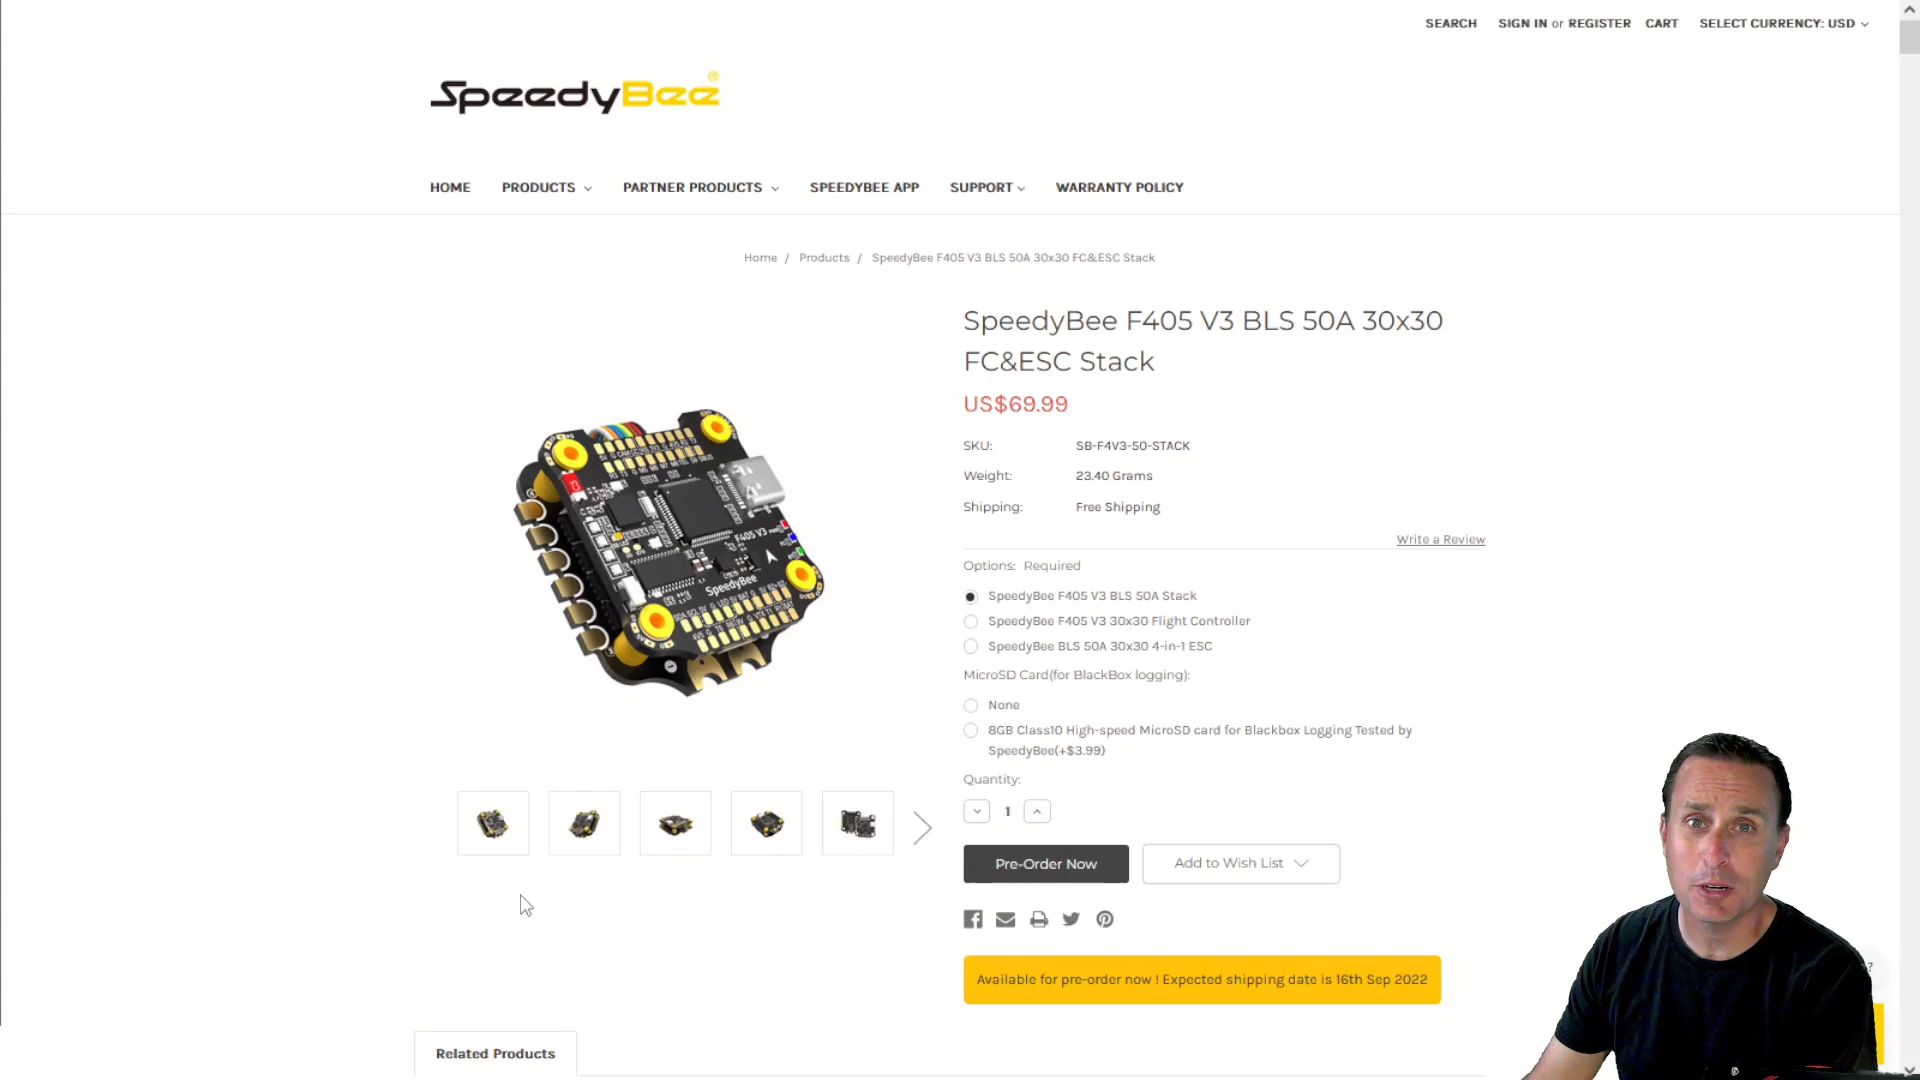 SEARCH SIGN IN or REGISTER CART SELECT CURRENCY: USD
SpeedyBee®
HOME PRODUCTS PARTNER PRODUCTS SPEEDYBEE APP SUPPORT WARRANTY POLICY
Home / Products / SpeedyBee F405 V3 BLS 50A 30x30 FC&ESC Stack
SpeedyBee F405 V3 BLS 50A 30x30
FC&ESC Stack
US$69.99
SKU: SB-F4V3-50-STACK
Weight: 23.40 Grams
Shipping: Free Shipping
Write a Review
Options: Required
SpeedyBee F405 V3 BLS 50A Stack
SpeedyBee F405 V3 30x30 Flight Controller
SpeedyBee BLS 50A 30x30 4-in-1 ESC
MicroSD Card(for BlackBox logging):
None
8GB Class10 High-speed MicroSD card for Blackbox Logging Tested by
SpeedyBee(+$3.99)
Quantity:
1
Pre-Order Now
Add to Wish List
Available for pre-order now ! Expected shipping date is 16th Sep 2022
Related Products
F405 V3
SpeedyBee
?